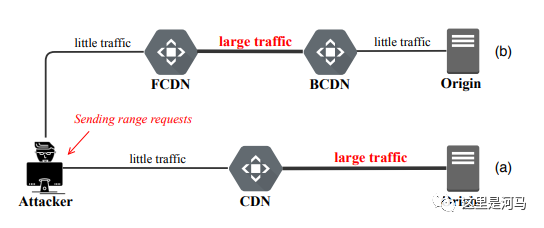 little traffic
large traffic
little traffic
(b)
FCDN
BCDN
Origin
Sending range requests
little traffic
large traffic
(a)
Attacker
CDN
Origin
这里是河马